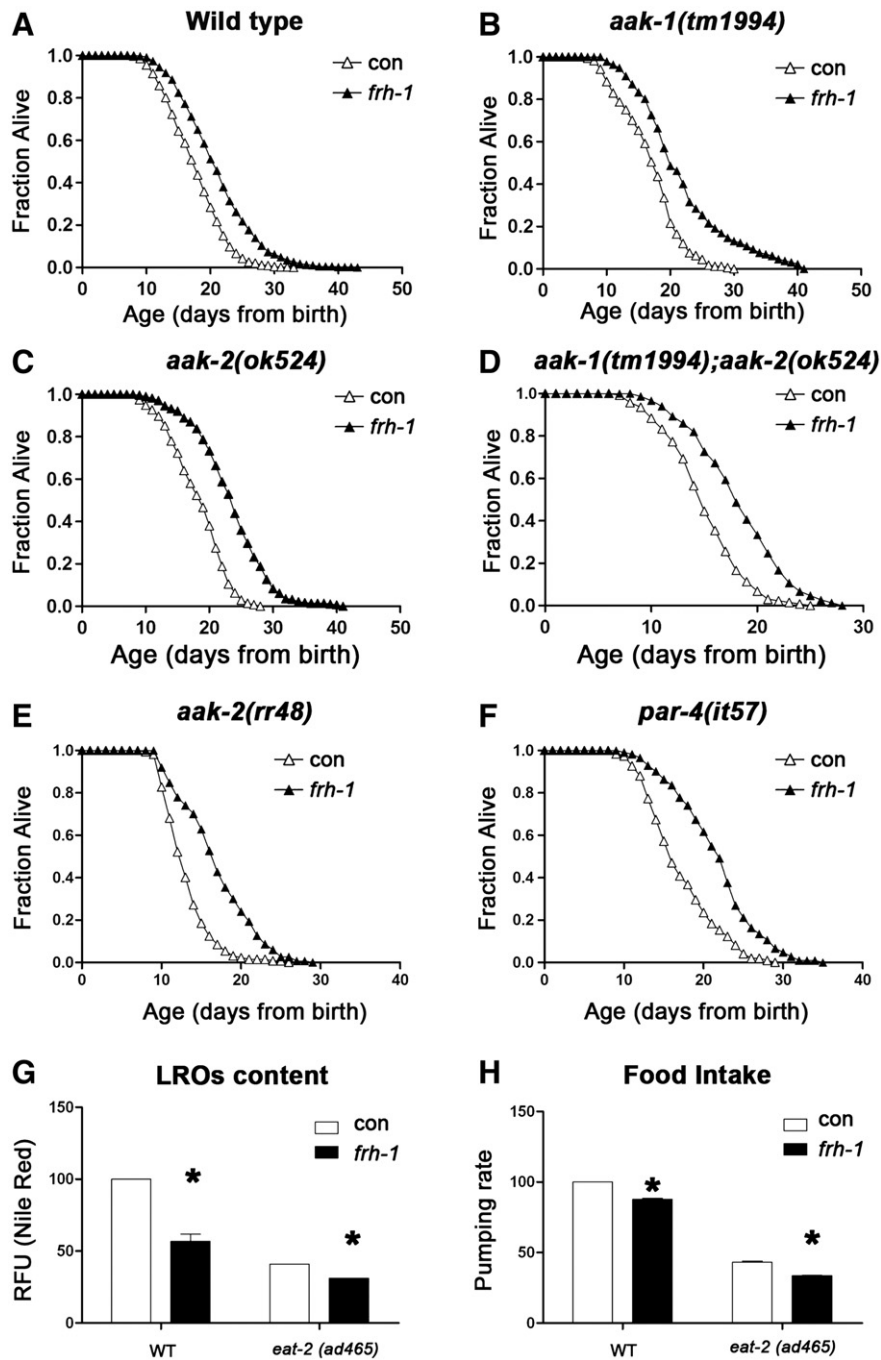 A
Wild type
con
frh-1
Fraction Alive
1.0
0.8
0.6
0.4
0.2
0.0
0 10 20 30 40 50
Age (days from birth)
B
aak-1(tm1994)
con
frh-1
Fraction Alive
1.0
0.8
0.6
0.4
0.2
0.0
0 10 20 30 40 50
Age (days from birth)
C
aak-2(ok524)
con
frh-1
Fraction Alive
1.0
0.8
0.6
0.4
0.2
0.0
0 10 20 30 40 50
Age (days from birth)
D
aak-1(tm1994);aak-2(ok524)
con
frh-1
Fraction Alive
1.0
0.8
0.6
0.4
0.2
0.0
0 10 20 30
Age (days from birth)
E
aak-2(rr48)
con
frh-1
Fraction Alive
1.0
0.8
0.6
0.4
0.2
0.0
0 10 20 30 40
Age (days from birth)
F
par-4(it57)
con
frh-1
Fraction Alive
1.0
0.8
0.6
0.4
0.2
0.0
0 10 20 30 40
Age (days from birth)
G
LROs content
con
frh-1
RFU (Nile Red)
150
100
50
0
*
*
WT
eat-2 (ad465)
H
Food Intake
con
frh-1
Pumping rate
150
100
50
0
*
*
WT
eat-2 (ad465)